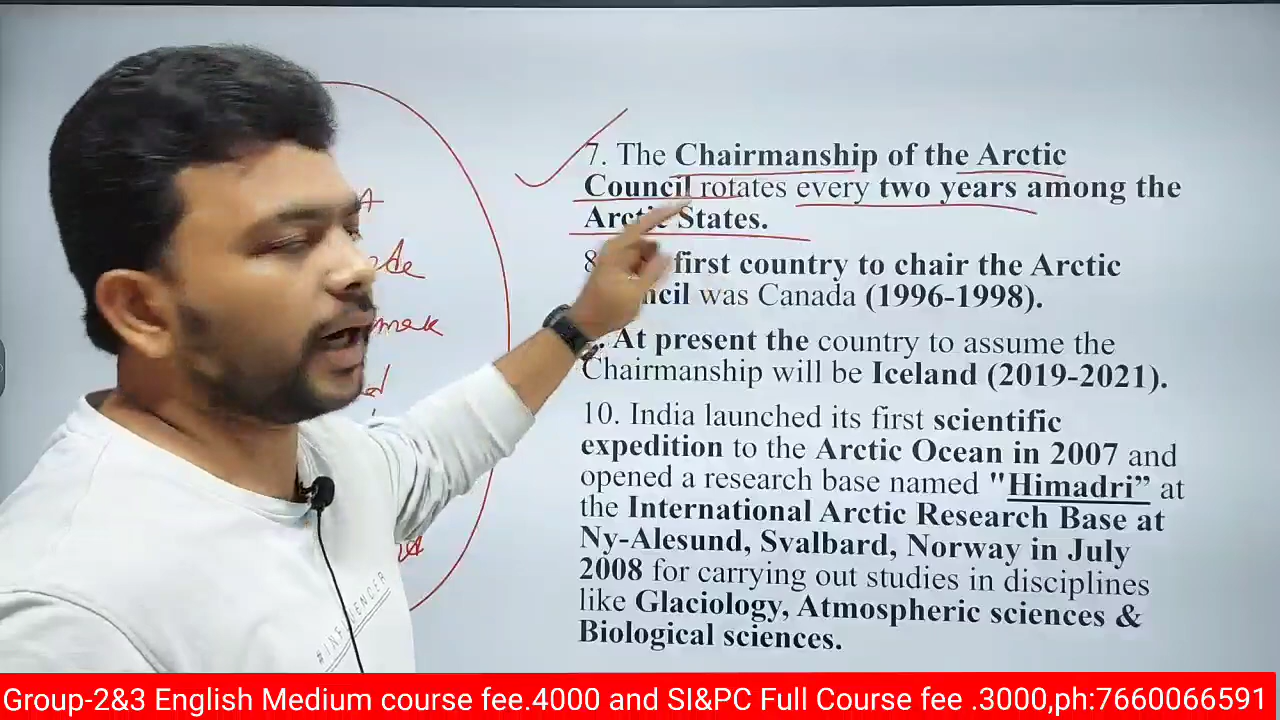 7. The Chairmanship of the Arctic
Council rotates every two years among the
Arctic States.
8. first country to chair the Arctic
was Canada (1996-1998).
At present the country to assume the
Chairmanship will be Iceland (2019-2021).
10. India launched its first scientific
expedition to the Arctic Ocean in 2007 and
opened a research base named "Himadri” at
the International Arctic Research Base at
Ny-Alesund, Svalbard, Norway in July
2008 for carrying out studies in disciplines
like Glaciology, Atmospheric sciences &
Biological sciences.
#INFLUENCER
Group-2&3 English Medium course fee.4000 and SI&PC Full Course fee .3000,ph:7660066591